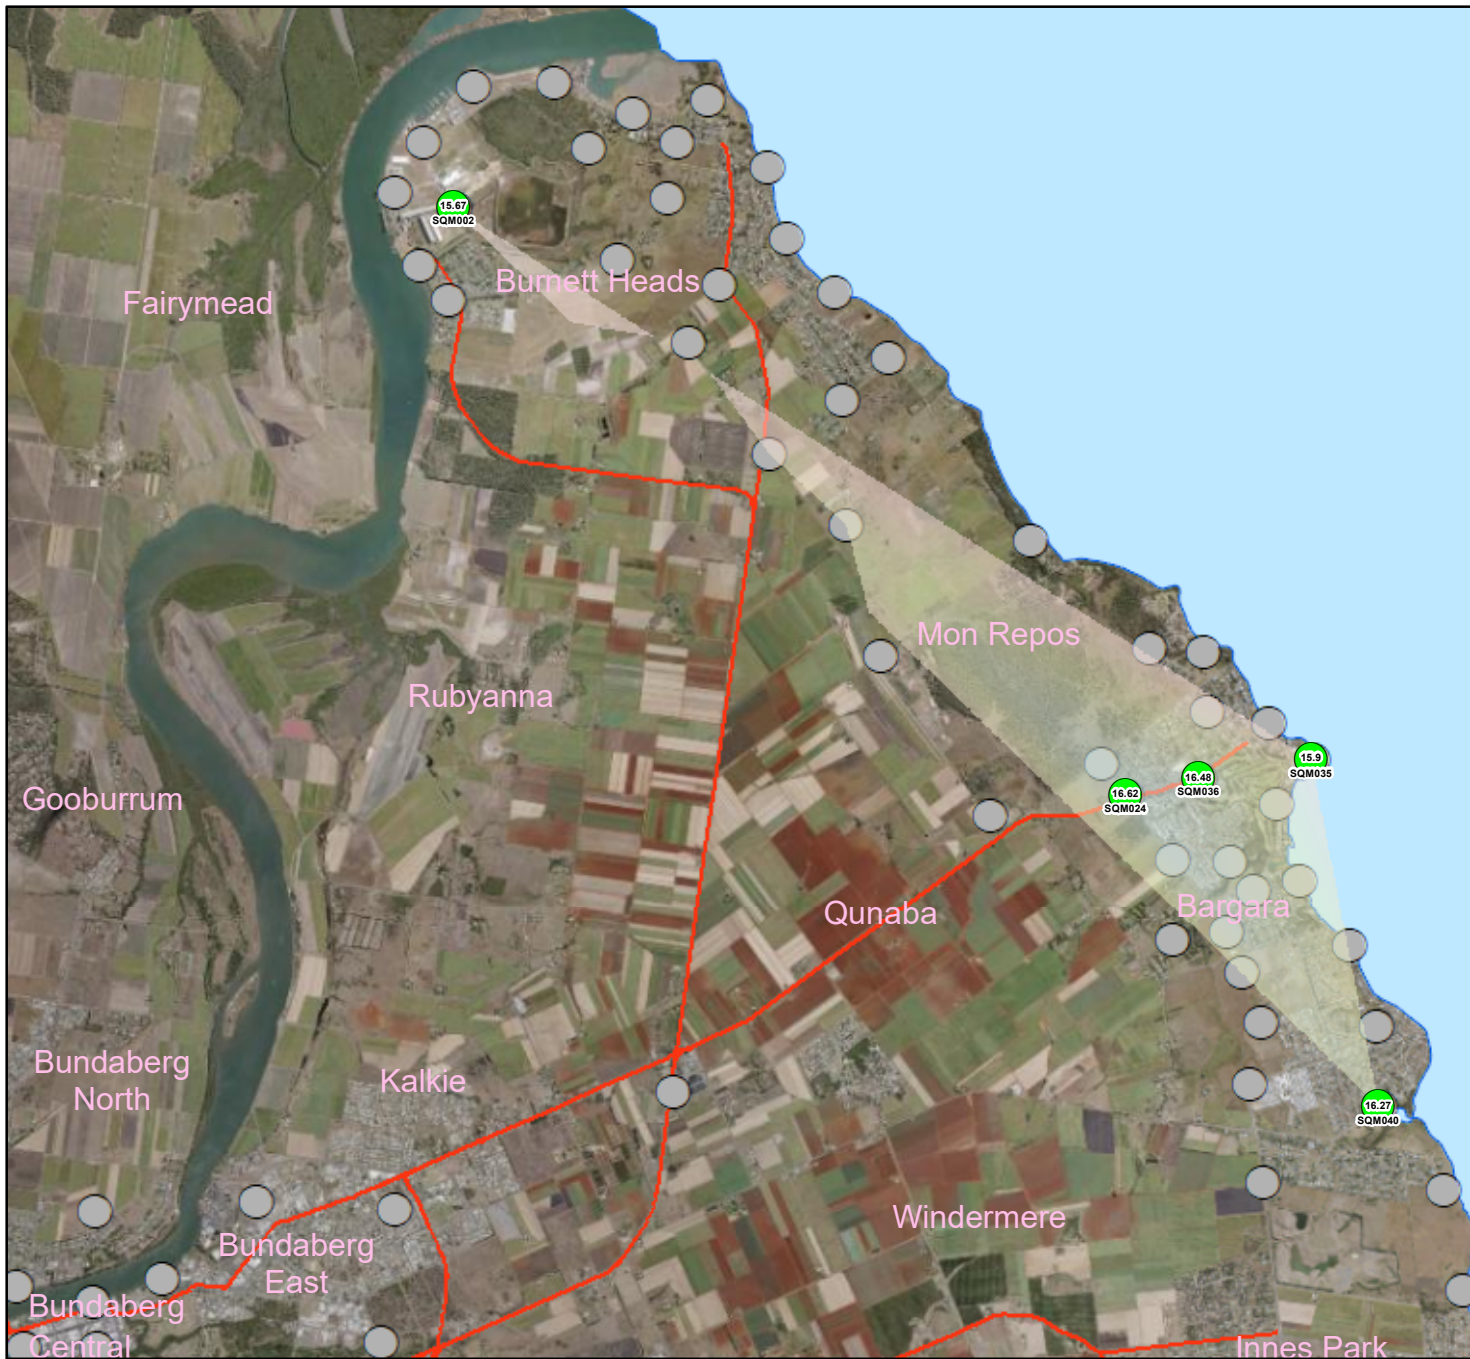 15.67
SQM002
Burnett Heads
Fairymead
Mon Repos
Rubyanna
15.9
SQM035
16.48
SQM036
16.62
SQM024
Gooburrum
Qunaba
Bargara
Bundaberg
North
Kalkie
16.27
SQM040
Windermere
Bundaberg
East
Bundaberg
Central
Innes Park